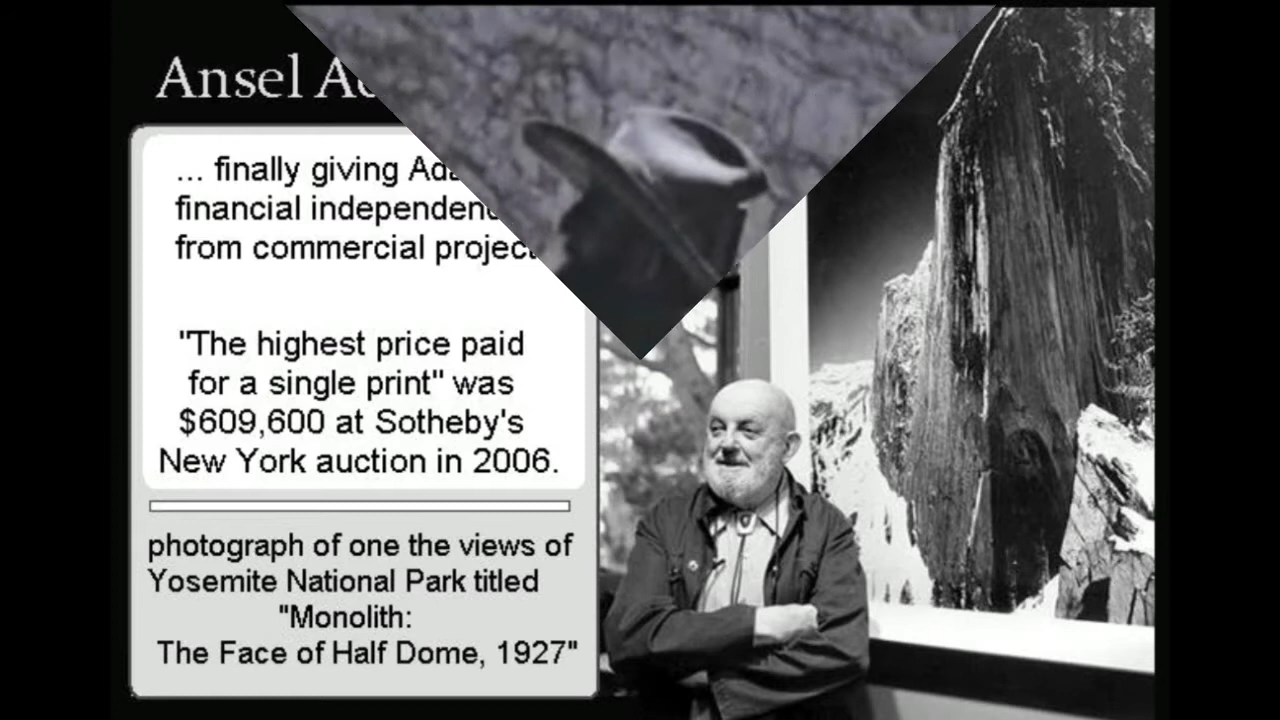 Ansel
... finally giving
financial
from commercial
"The highest price paid
for a single print" was
$609,600 at Sotheby's
New York auction in 2006.
photograph of one the views of
Yosemite National Park titled
"Monolith:
The Face of Half Dome, 1927"